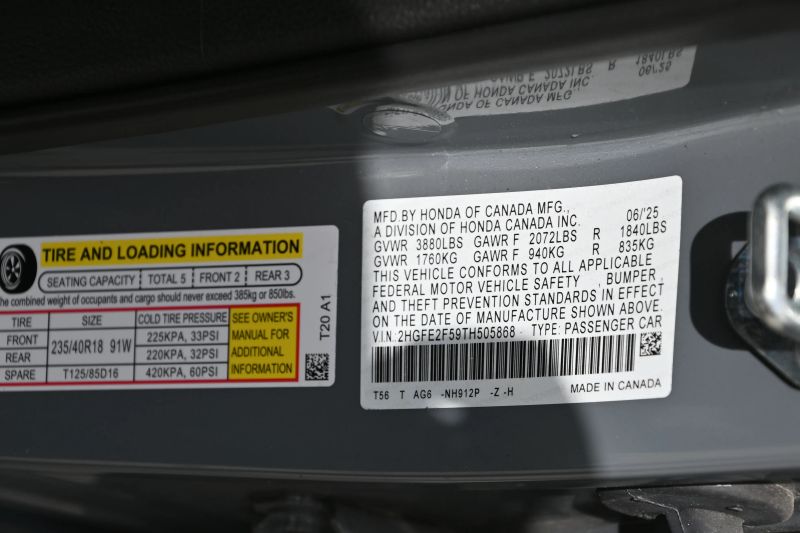 TIRE AND LOADING INFORMATION
SEATING CAPACITY TOTAL 5 FRONT 2 REAR 3
The combined weight of occupants and cargo should never exceed 385kg or 850lbs.
TIRE SIZE COLD TIRE PRESSURE SEE OWNER'S MANUAL FOR ADDITIONAL INFORMATION
FRONT 235/40R18 91W 225KPA, 33PSI
REAR 220KPA, 32PSI
SPARE T125/85D16 420KPA, 60PSI
T20 A1
MFD.BY HONDA OF CANADA MFG., 06/'25
A DIVISION OF HONDA CANADA INC.
GVWR 3880LBS GAWR F 2072LBS R 1840LBS
GVWR 1760KG GAWR F 940KG R 835KG
THIS VEHICLE CONFORMS TO ALL APPLICABLE
FEDERAL MOTOR VEHICLE SAFETY, BUMPER,
AND THEFT PREVENTION STANDARDS IN EFFECT
ON THE DATE OF MANUFACTURE SHOWN ABOVE.
V.I.N:2HGFE2F59TH505868 TYPE: PASSENGER CAR
T56 T AG6 -NH912P -Z -H MADE IN CANADA